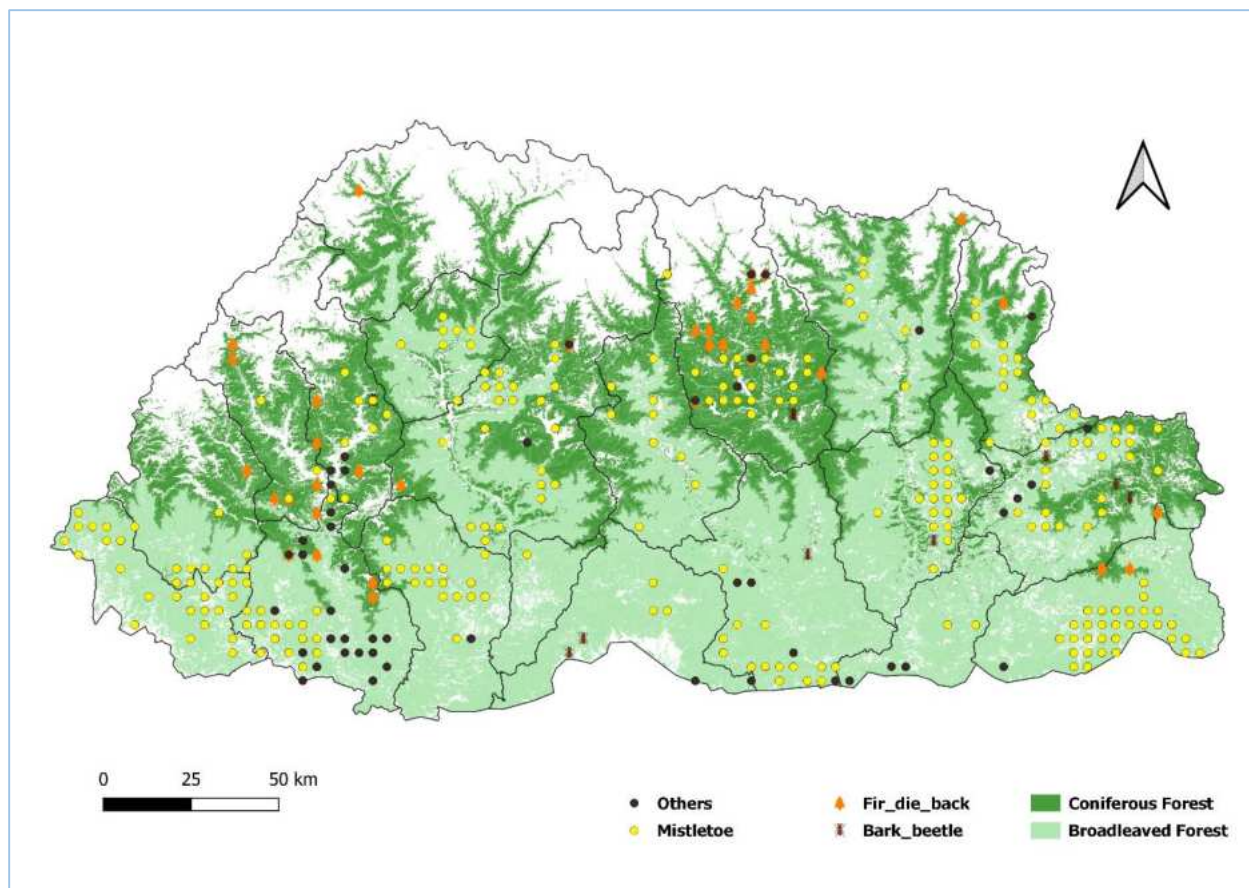 0 25 50 km
Others Fir_die_back Coniferous Forest
Mistletoe Bark_beetle Broadleaved Forest